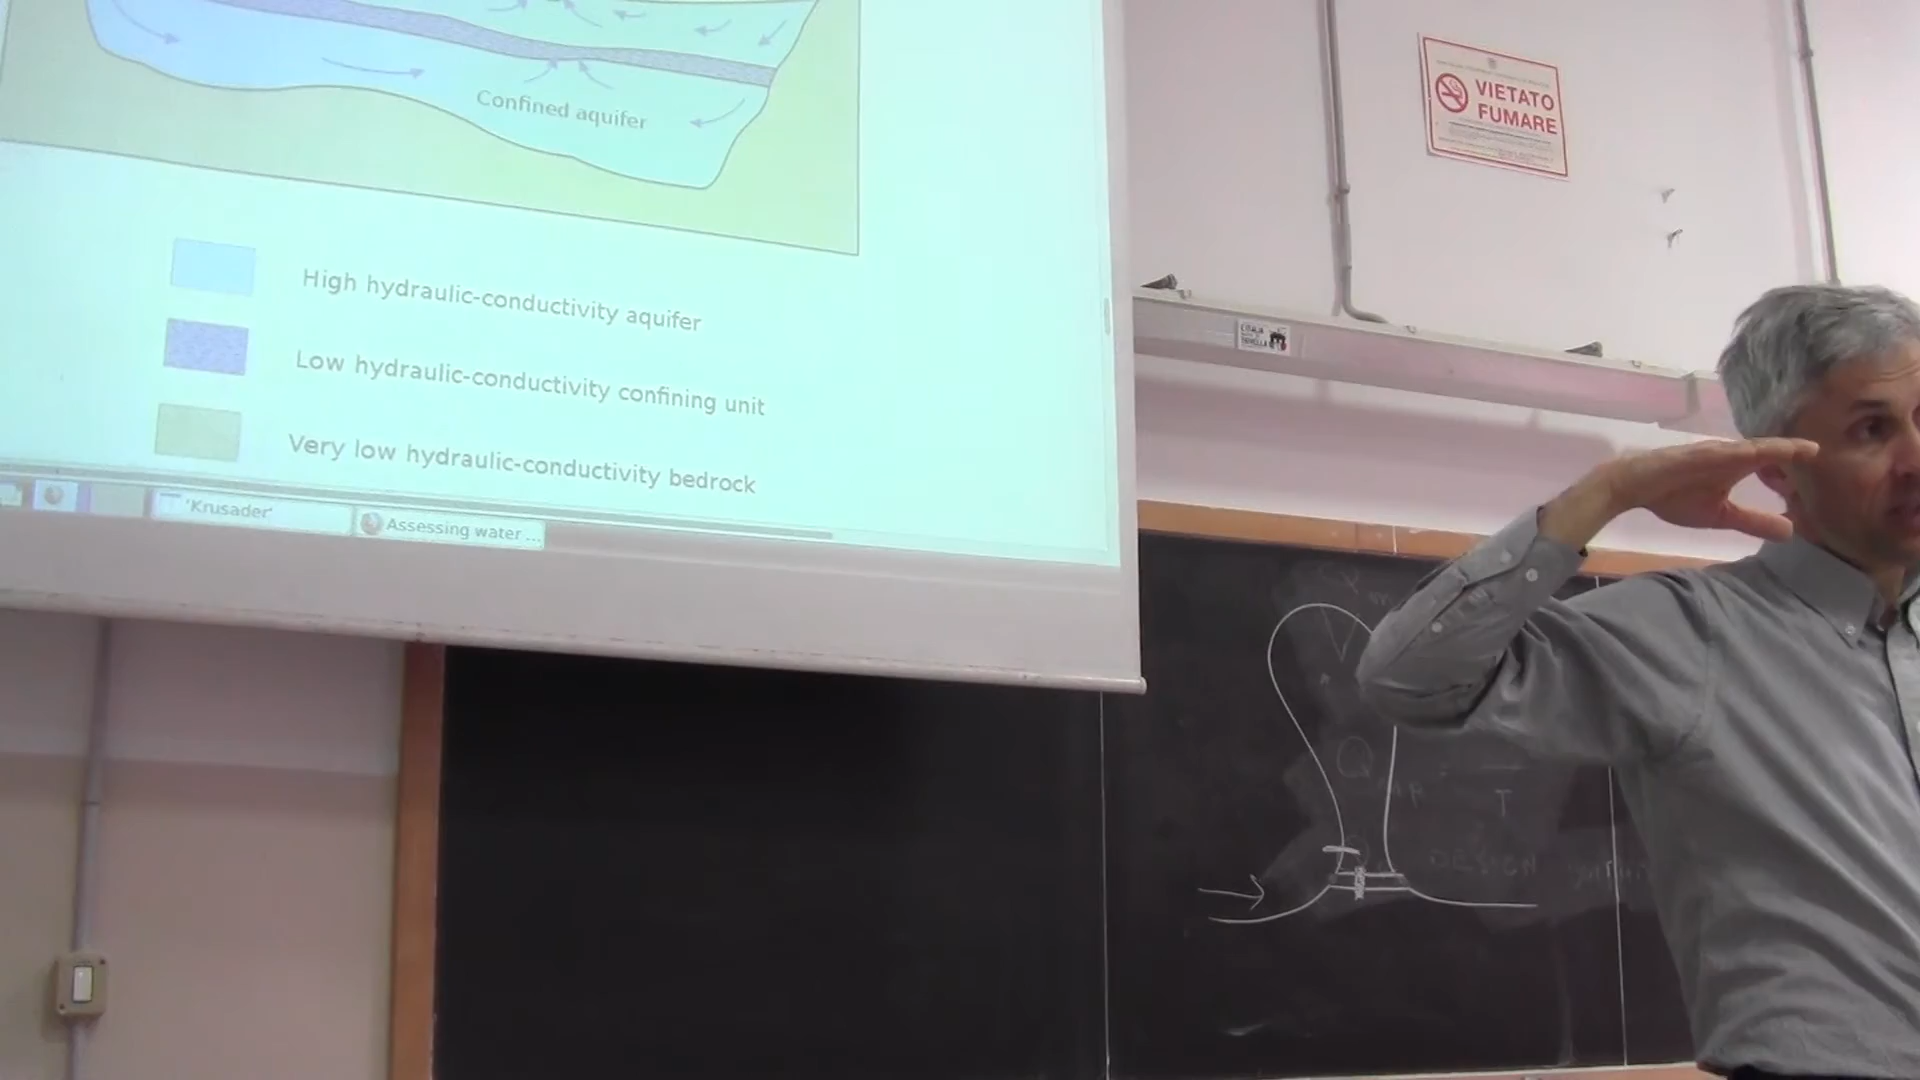 Confined aquifer
High hydraulic-conductivity aquifer
Low hydraulic-conductivity confining unit
Very low hydraulic-conductivity bedrock
'Krusader'
Assessing water ...
VIETATO
FUMARE
V
Q
T
DESIGN